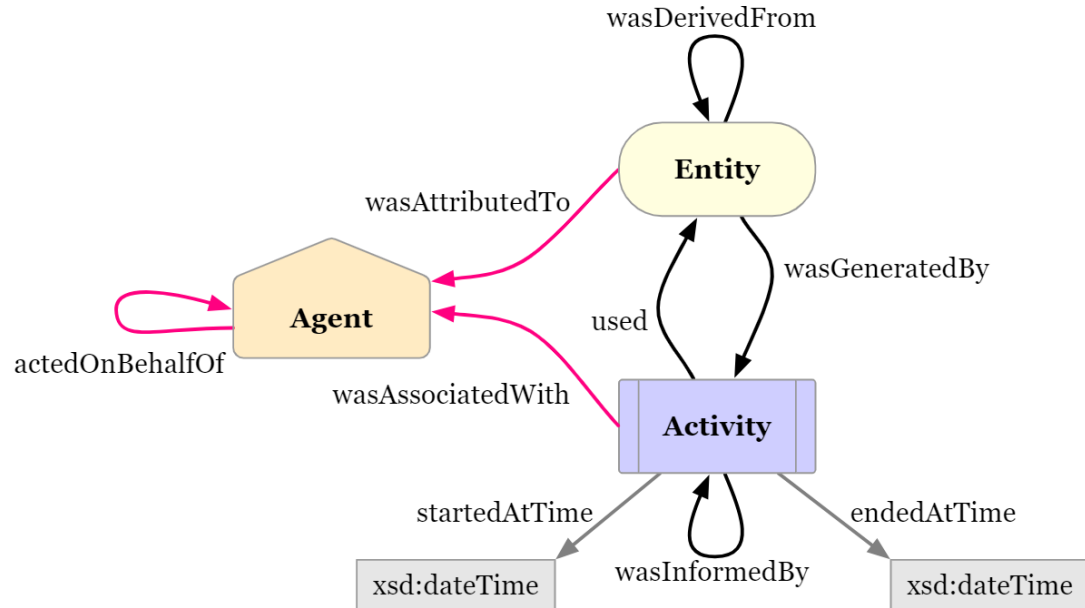 wasDerivedFrom
Entity
wasAttributedTo
wasGeneratedBy
Agent
used
actedOnBehalfOf
wasAssociatedWith
Activity
startedAtTime
endedAtTime
wasInformedBy
xsd:dateTime
xsd:dateTime